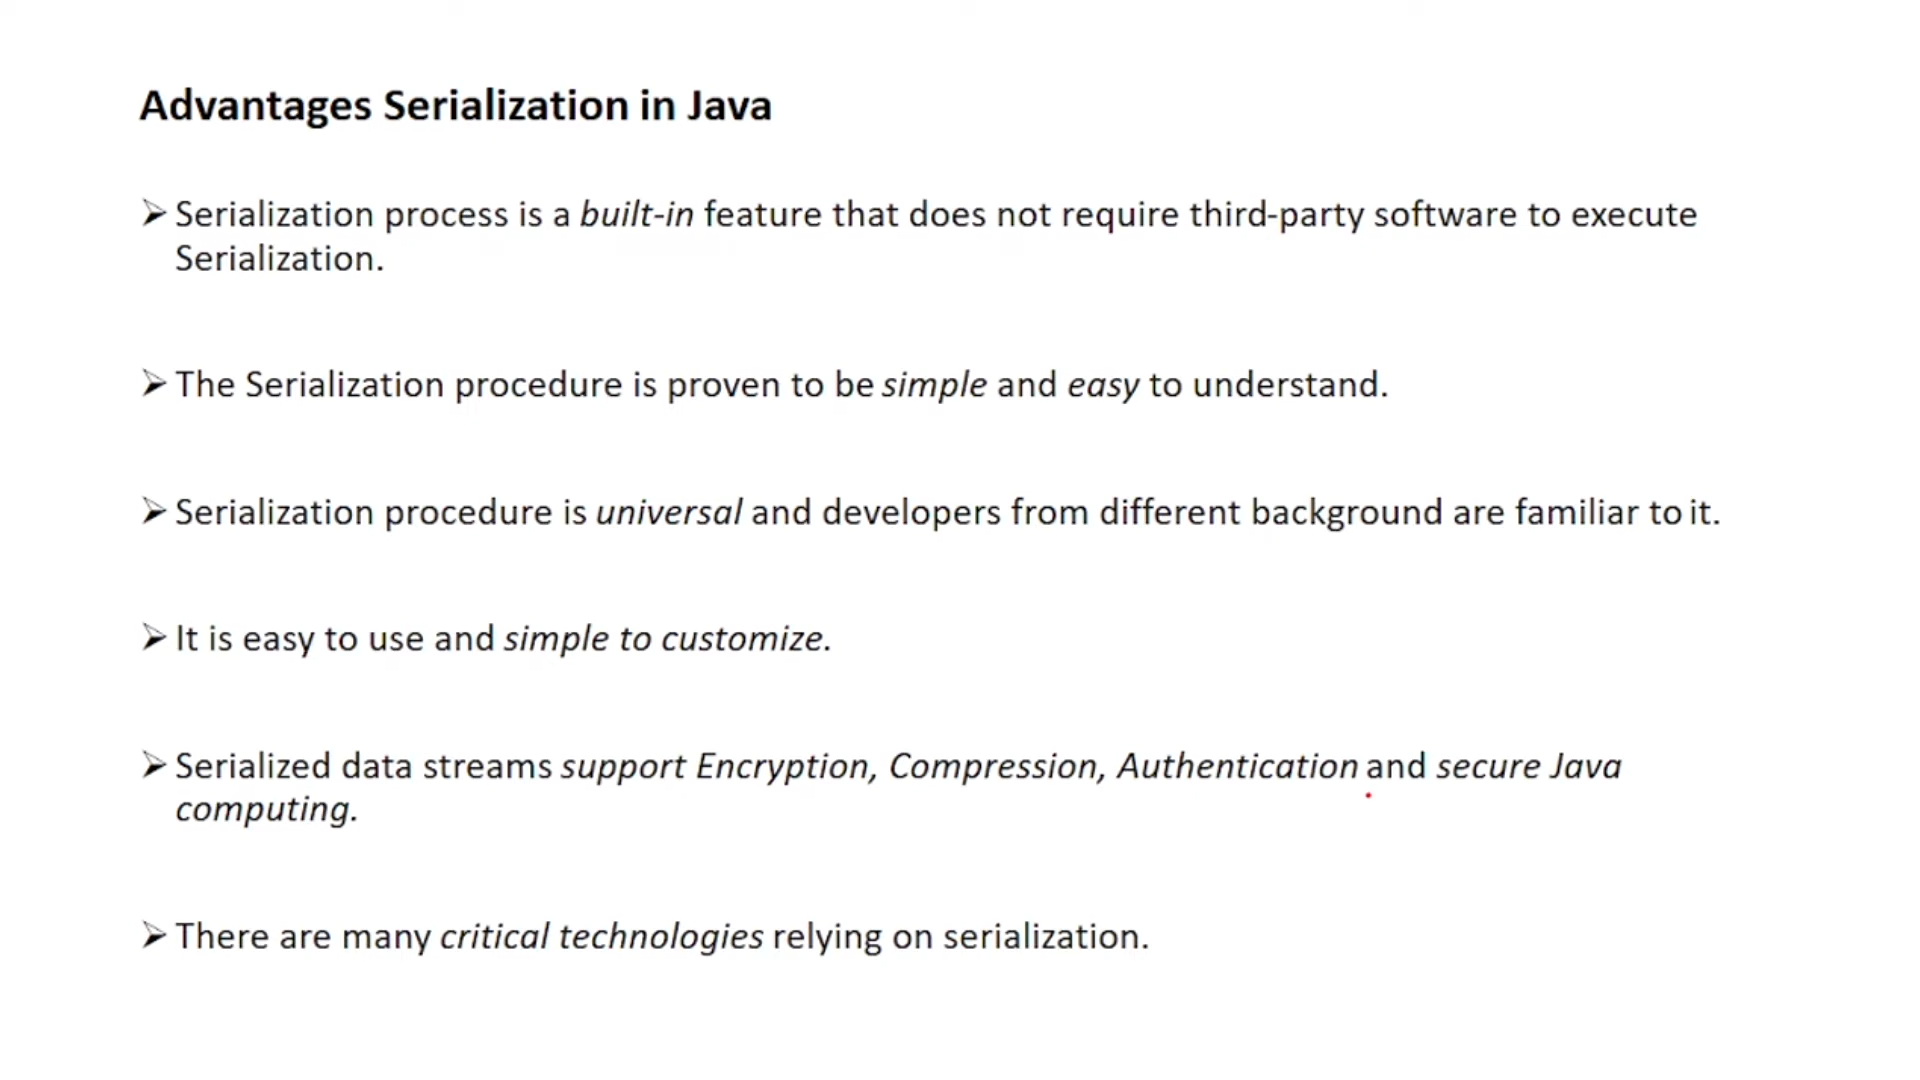 Advantages Serialization in Java
➢ Serialization process is a built-in feature that does not require third-party software to execute
Serialization.
➢ The Serialization procedure is proven to be simple and easy to understand.
➢ Serialization procedure is universal and developers from different background are familiar to it.
➢ It is easy to use and simple to customize.
➢ Serialized data streams support Encryption, Compression, Authentication and secure Java
computing.
➢ There are many critical technologies relying on serialization.